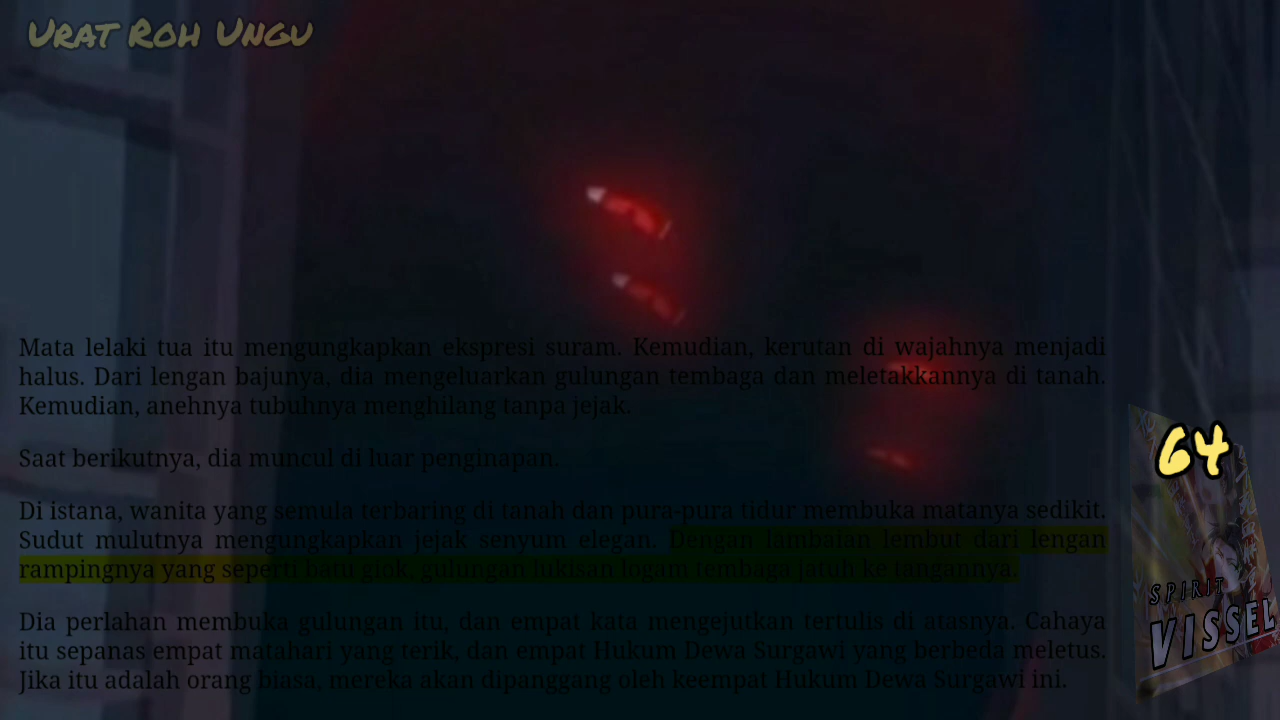 Urat Roh Ungu
Mata lelaki tua itu mengungkapkan ekspresi suram. Kemudian, kerutan di wajahnya menjadi
halus. Dari lengan bajunya, dia mengeluarkan gulungan tembaga dan meletakkannya di tanah.
Kemudian, anehnya tubuhnya menghilang tanpa jejak.
Saat berikutnya, dia muncul di luar penginapan.
Di istana, wanita yang semula terbaring di tanah dan pura-pura tidur membuka matanya sedikit.
Sudut mulutnya mengungkapkan jejak senyum elegan. Dengan lambaian lembut dari lengan
rampingnya yang seperti batu giok, gulungan lukisan logam tembaga jatuh ke tangannya.
Dia perlahan membuka gulungan itu, dan empat kata mengejutkan tertulis di atasnya. Cahaya
itu sepanas empat matahari yang terik, dan empat Hukum Dewa Surgawi yang berbeda meletus.
Jika itu adalah orang biasa, mereka akan dipanggang oleh keempat Hukum Dewa Surgawi ini.
64
SPIRIT
VISSEL